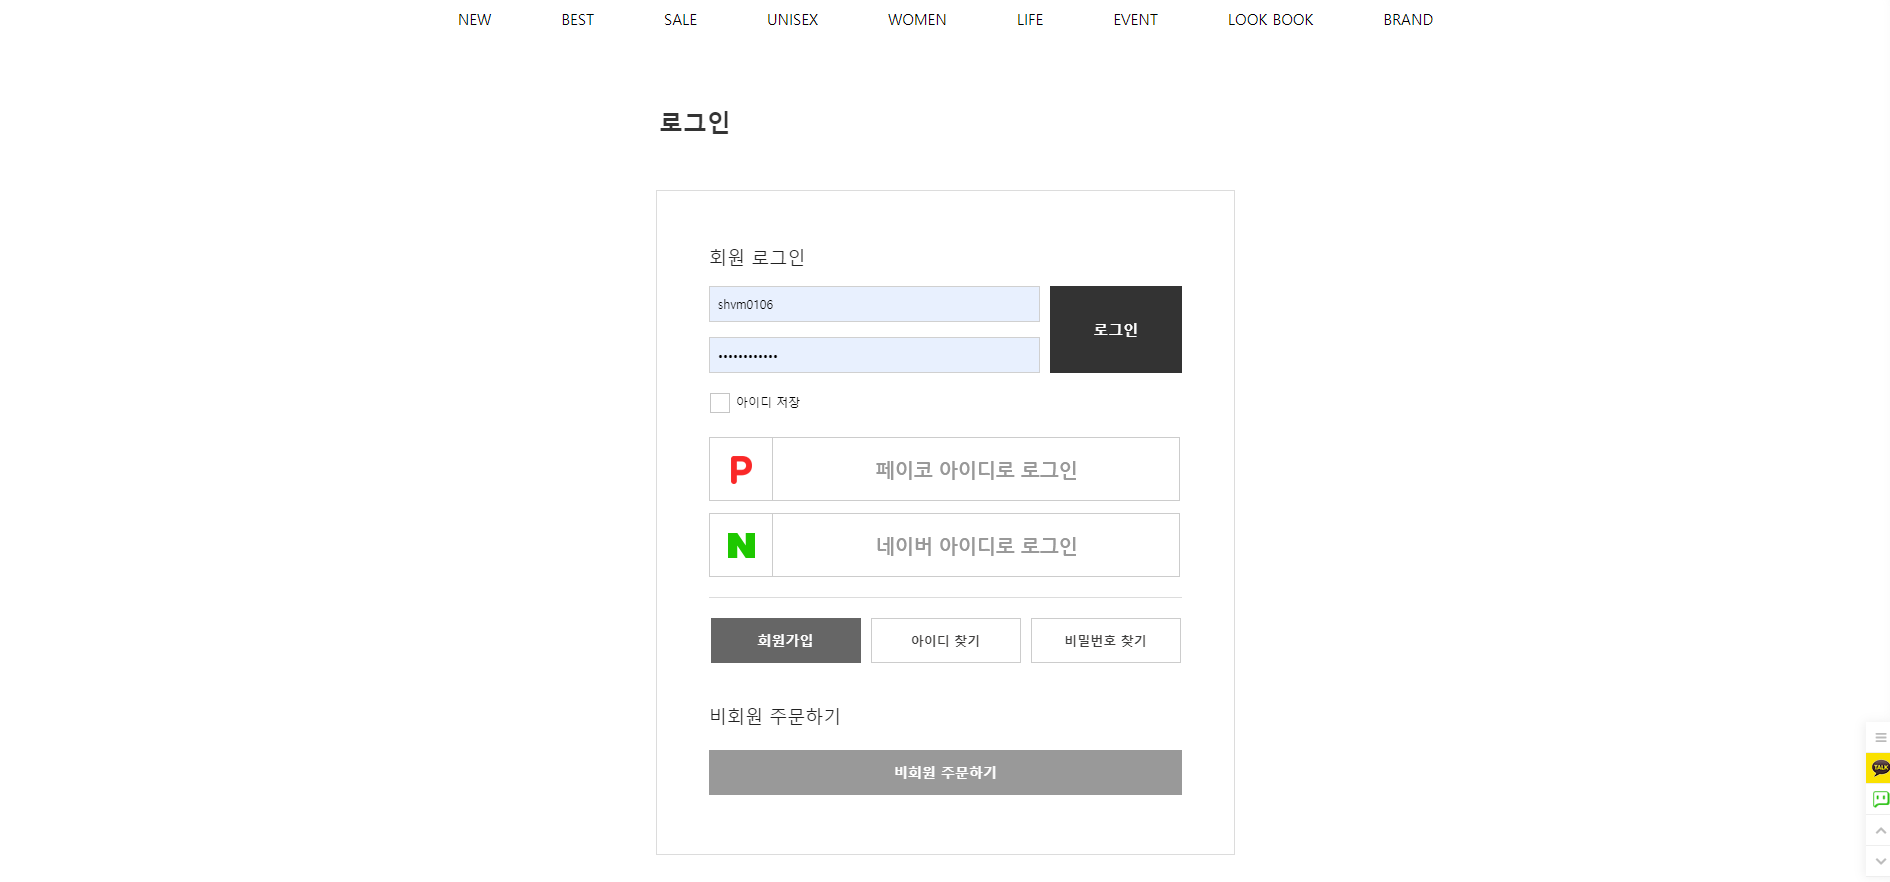 NEW BEST SALE UNISEX WOMEN LIFE EVENT LOOK BOOK BRAND
로그인
회원 로그인
shvm0106
로그인
••••••••••••
아이디 저장
P 페이코 아이디로 로그인
N 네이버 아이디로 로그인
회원가입 아이디 찾기 비밀번호 찾기
비회원 주문하기
비회원 주문하기
TALK